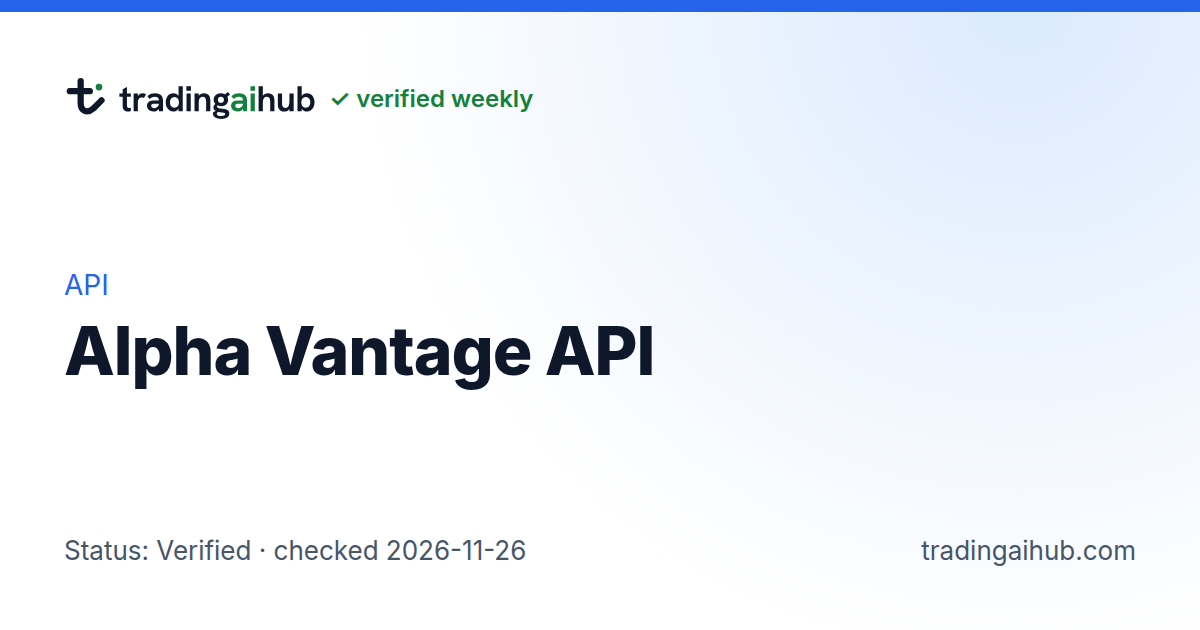 tradingaihub ✓ verified weekly
API
Alpha Vantage API
Status: Verified · checked 2026-11-26
tradingaihub.com